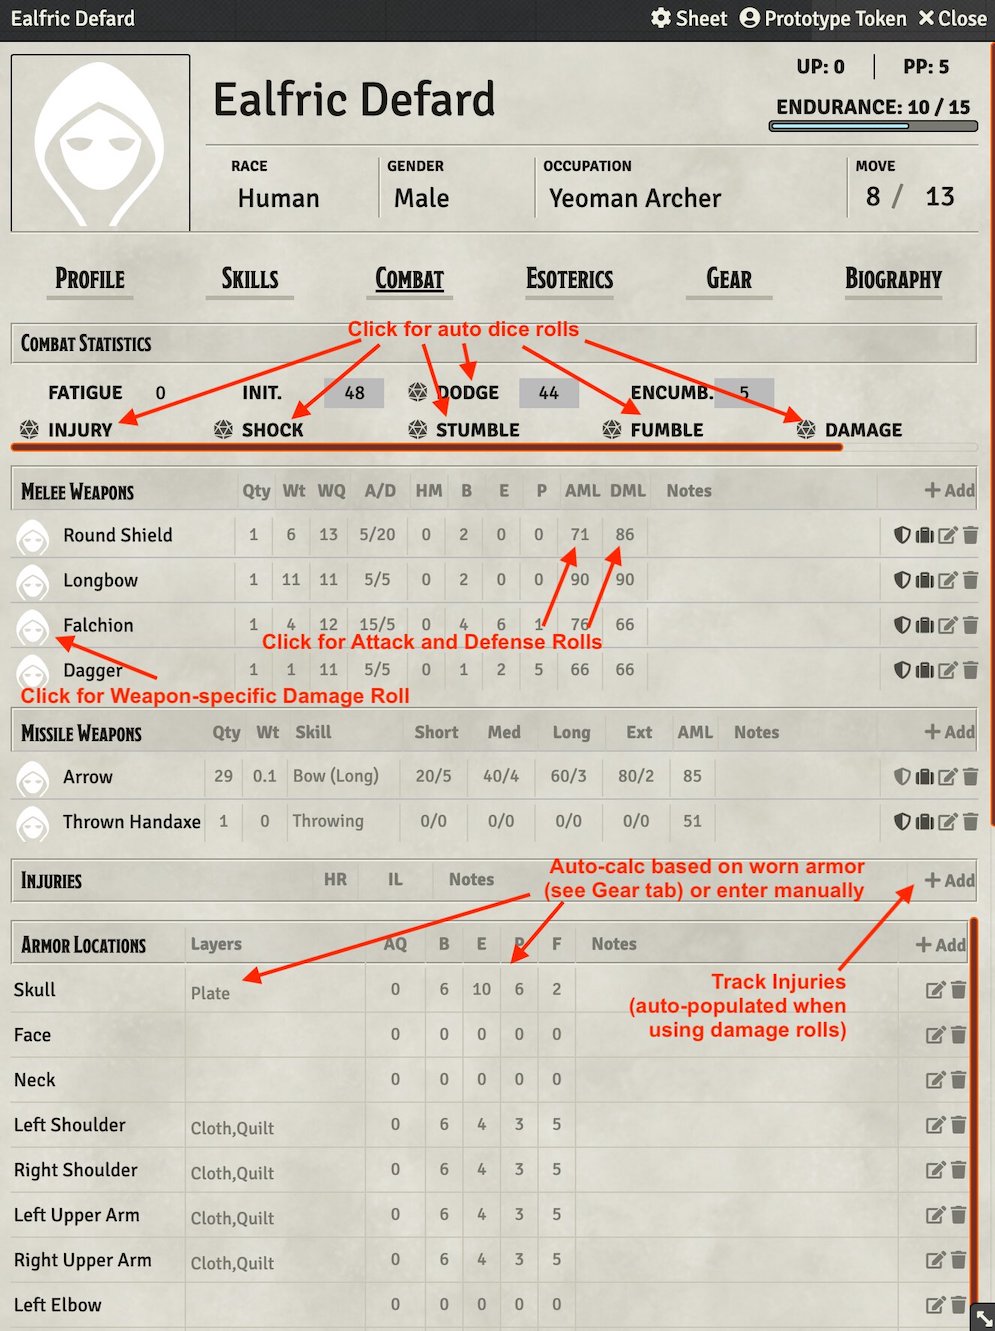 Ealfric Defard Sheet Prototype Token Close
UP: 0 PP: 5
Ealfric Defard
ENDURANCE: 10 / 15
RACE GENDER OCCUPATION MOVE
Human Male Yeoman Archer 8 / 13
PROFILE SKILLS COMBAT ESOTERICS GEAR BIOGRAPHY
Click for auto dice rolls
COMBAT STATISTICS
FATIGUE 0 INIT. 48 DODGE 44 ENCUMB. 5
INJURY SHOCK STUMBLE FUMBLE DAMAGE
MELEE WEAPONS Qty Wt WQ A/D HM B E P AML DML Notes + Add
Round Shield 1 6 13 5/20 0 2 0 0 71 86
Longbow 1 11 11 5/5 0 2 0 0 90 90
Falchion 1 4 12 15/5 0 4 6 1 76 66
Click for Attack and Defense Rolls
Dagger 1 1 11 5/5 0 1 2 5 66 66
Click for Weapon-specific Damage Roll
MISSILE WEAPONS Qty Wt Skill Short Med Long Ext AML Notes + Add
Arrow 29 0.1 Bow (Long) 20/5 40/4 60/3 80/2 85
Thrown Handaxe 1 0 Throwing 0/0 0/0 0/0 0/0 51
Auto-calc based on worn armor
INJURIES HR IL Notes + Add
(see Gear tab) or enter manually
ARMOR LOCATIONS Layers AQ B E P F Notes + Add
Track Injuries
Skull Plate 0 6 10 6 2
(auto-populated when
using damage rolls)
Face 0 0 0 0 0
Neck 0 0 0 0 0
Left Shoulder Cloth,Quilt 0 6 4 3 5
Right Shoulder Cloth,Quilt 0 6 4 3 5
Left Upper Arm Cloth,Quilt 0 6 4 3 5
Right Upper Arm Cloth,Quilt 0 6 4 3 5
Left Elbow 0 0 0 0 0